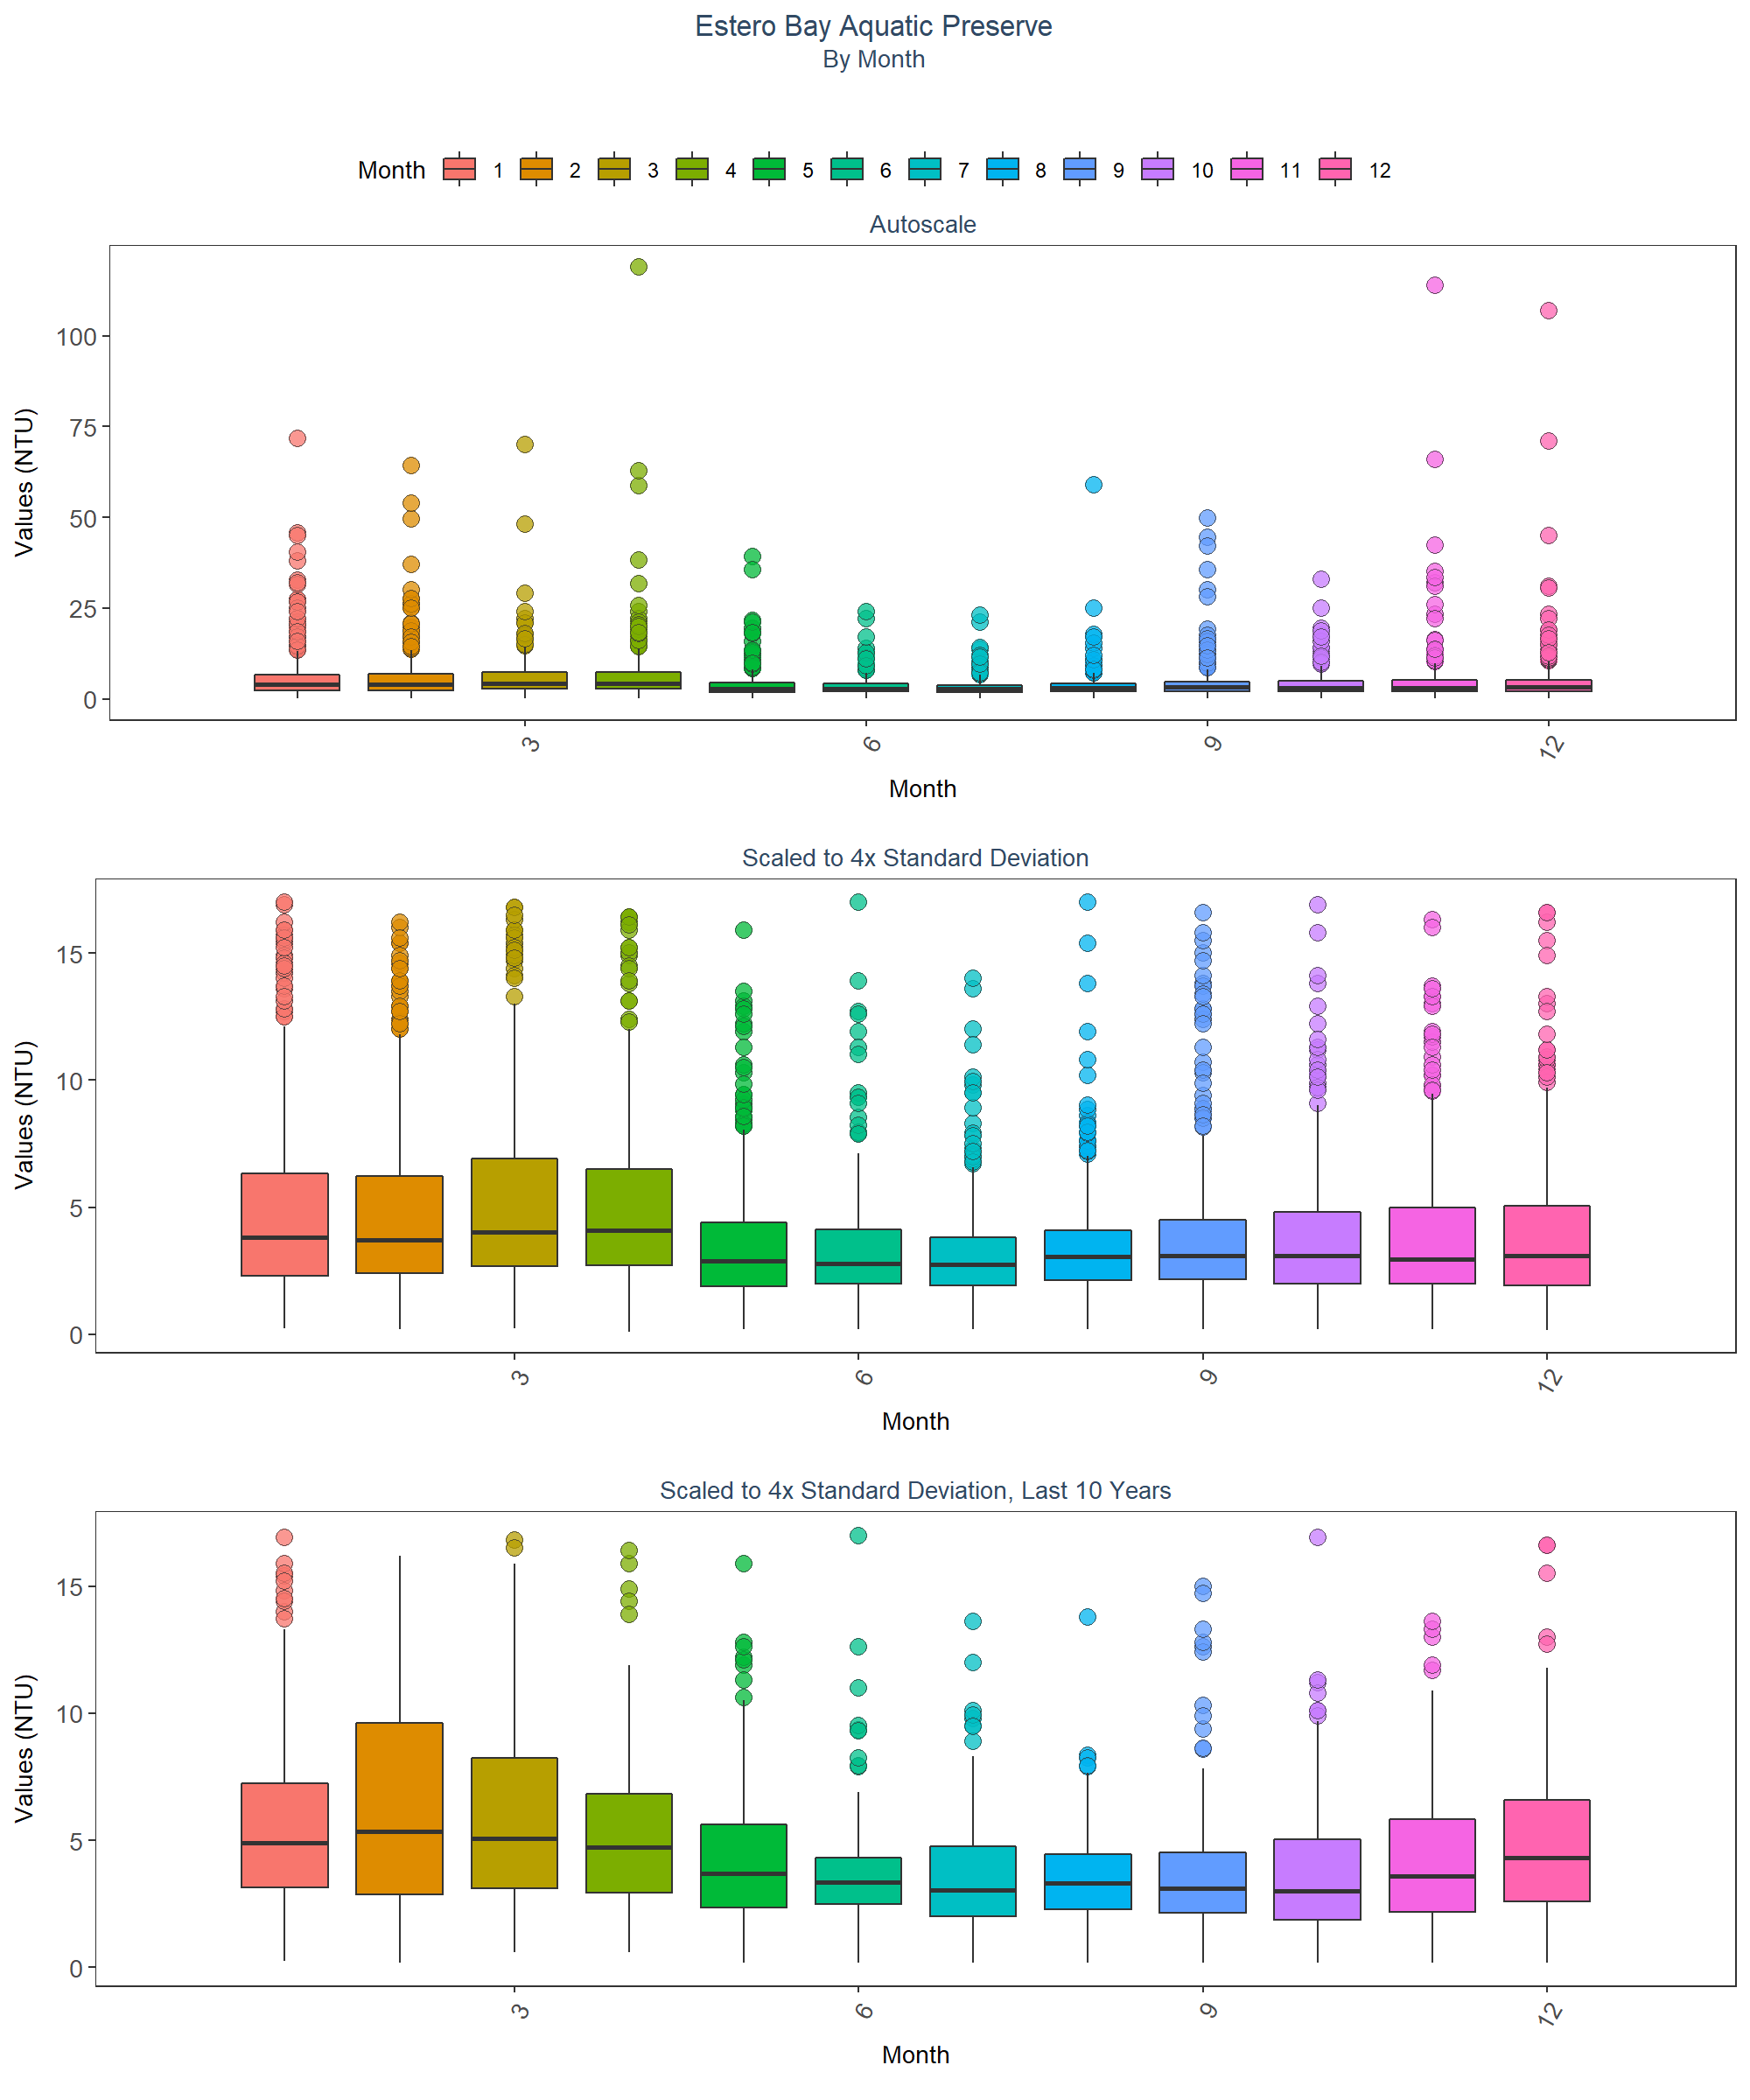 Estero Bay Aquatic Preserve
By Month
Month 1 2 3 4 5 6 7 8 9 10 11 12
Autoscale
Values (NTU)
100
75
50
25
0
3 6 9 12
Month
Scaled to 4x Standard Deviation
Values (NTU)
15
10
5
0
3 6 9 12
Month
Scaled to 4x Standard Deviation, Last 10 Years
Values (NTU)
15
10
5
0
3 6 9 12
Month